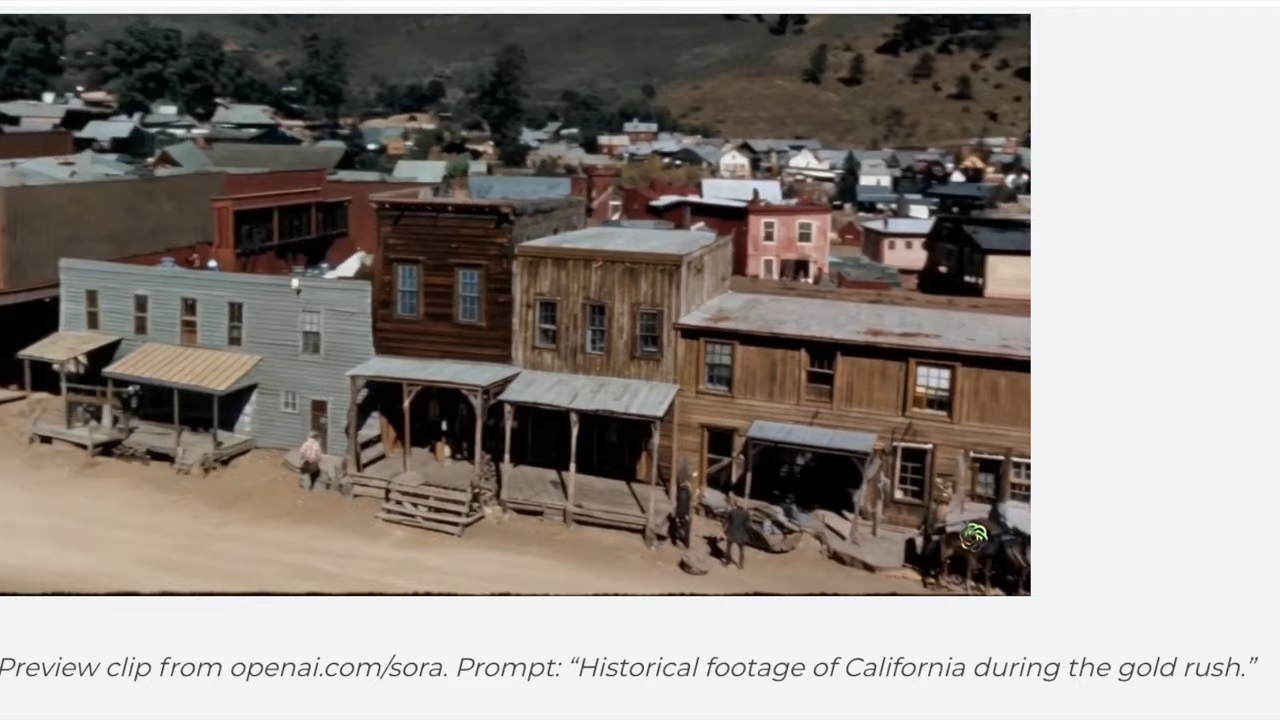 Preview clip from openai.com/sora. Prompt: “Historical footage of California during the gold rush.”